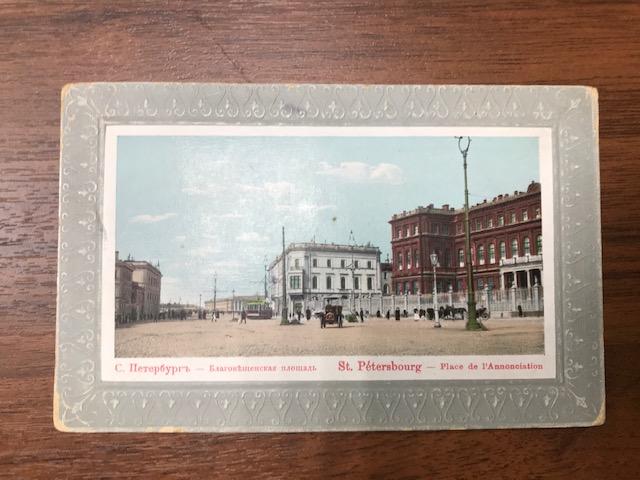 С. Петербургъ — Благовѣщенская площадь St. Pétersbourg — Place de l'Annonciation